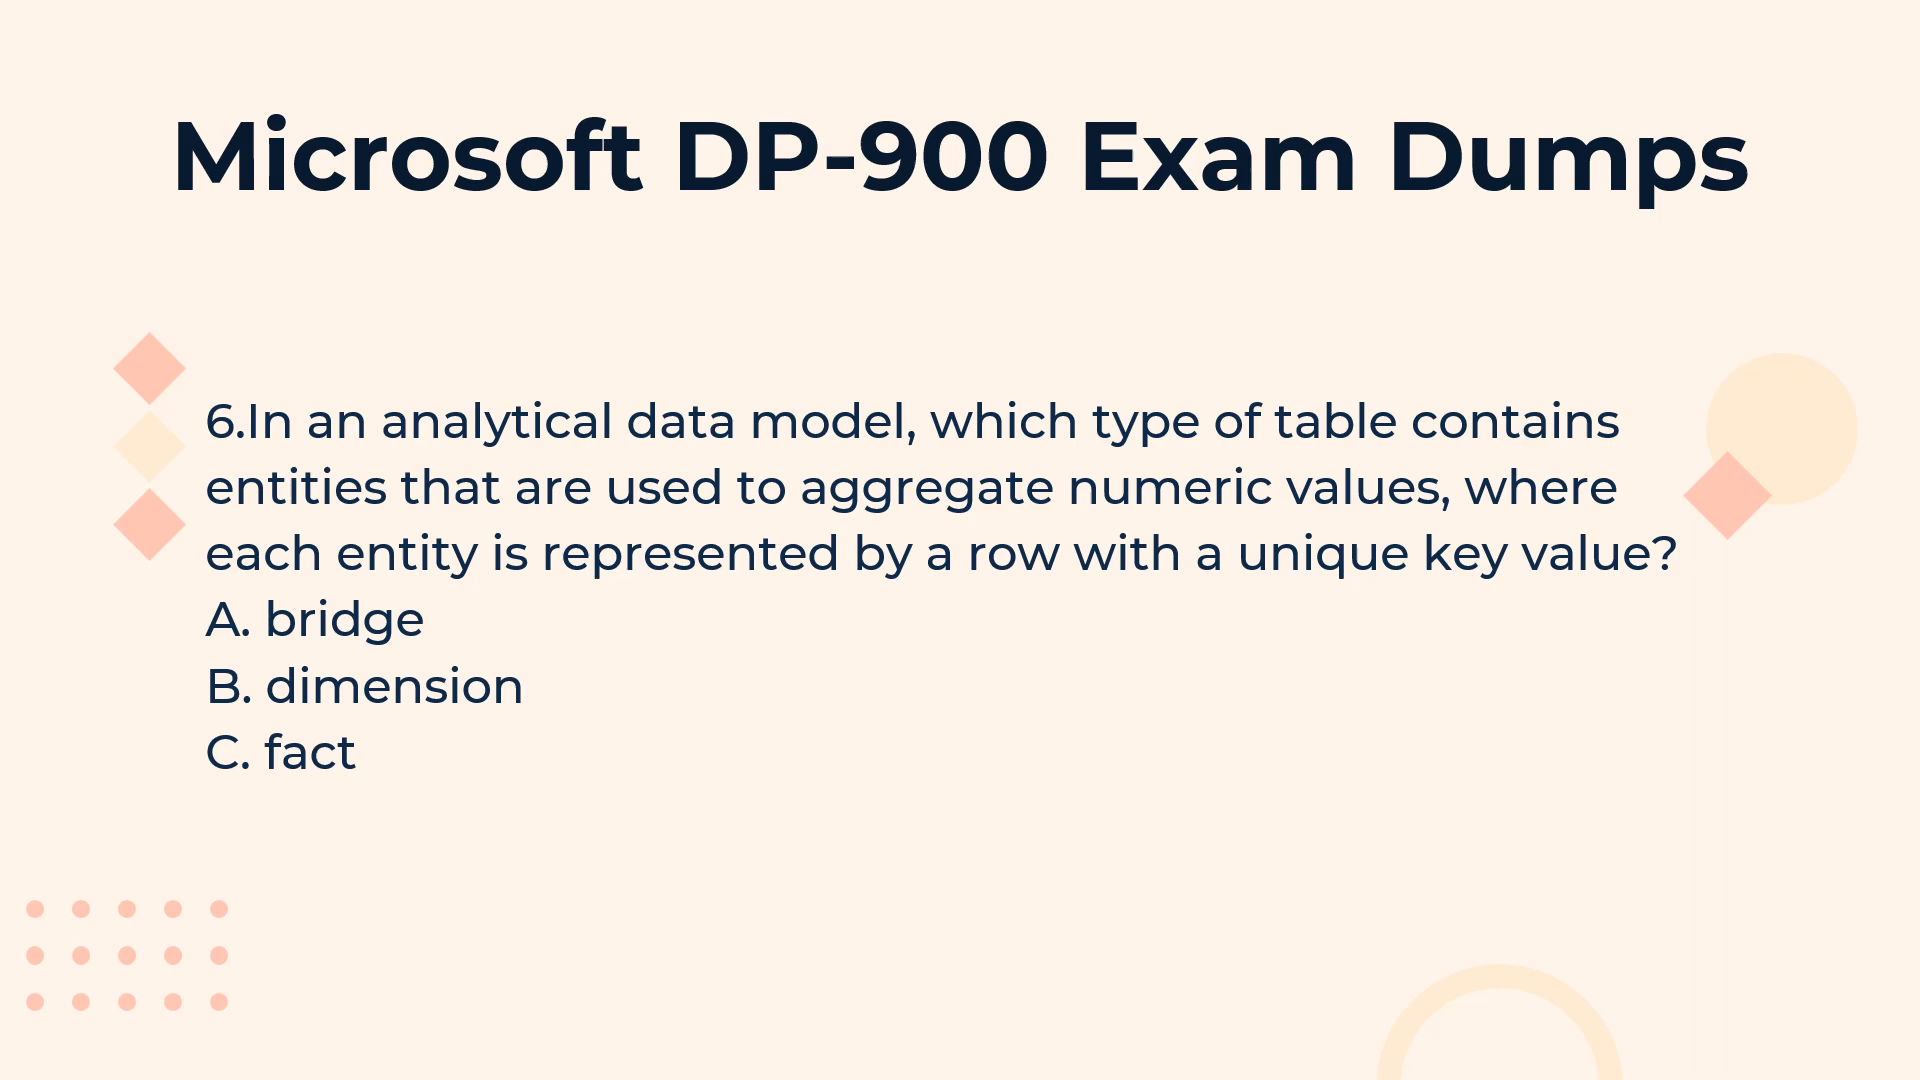 Microsoft DP-900 Exam Dumps
6.In an analytical data model, which type of table contains
entities that are used to aggregate numeric values, where
each entity is represented by a row with a unique key value?
A. bridge
B. dimension
C. fact